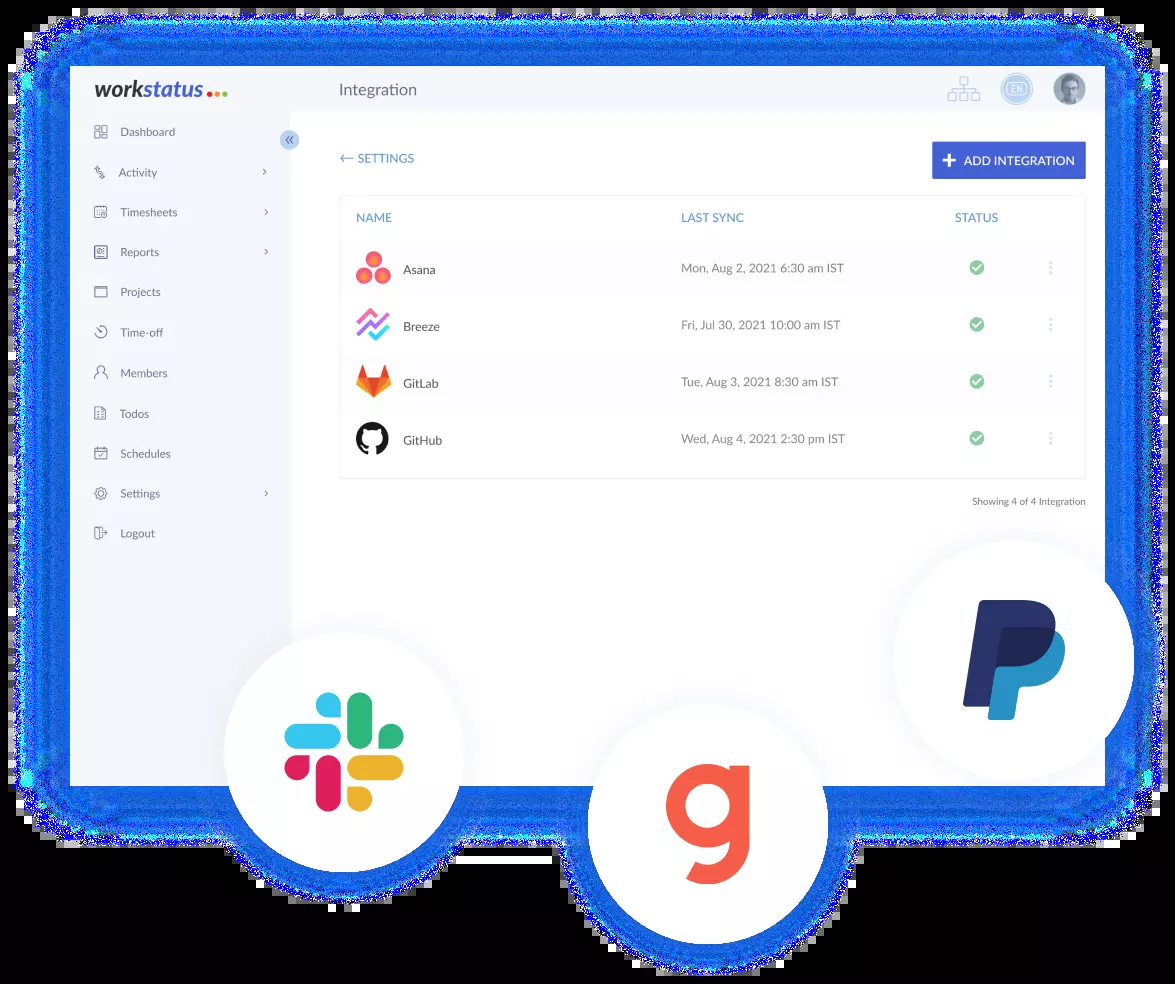 workstatus
Integration
EN
Dashboard
Activity
Timesheets
Reports
Projects
Time-off
Members
Todos
Schedules
Settings
Logout
← SETTINGS
+ ADD INTEGRATION
NAME LAST SYNC STATUS
Asana Mon, Aug 2, 2021 6:30 am IST
Breeze Fri, Jul 30, 2021 10:00 am IST
GitLab Tue, Aug 3, 2021 8:30 am IST
GitHub Wed, Aug 4, 2021 2:30 pm IST
Showing 4 of 4 Integration
g